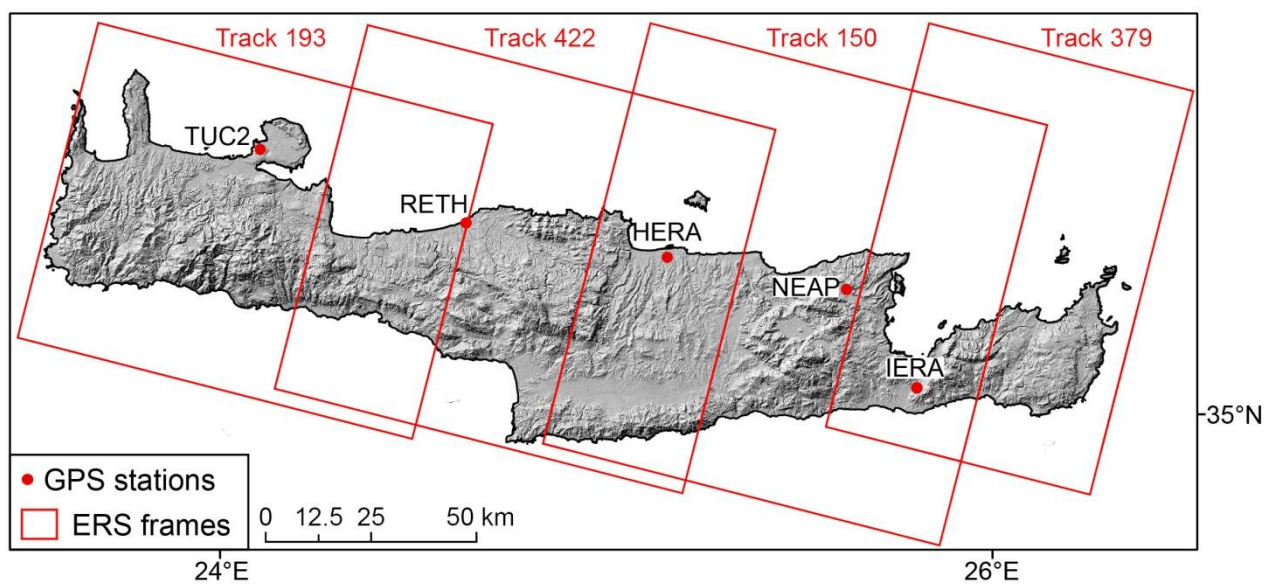 Track 193
Track 422
Track 150
Track 379
TUC2
RETH
HERA
NEAP
IERA
35°N
GPS stations
ERS frames
0 12.5 25 50 km
24°E
26°E